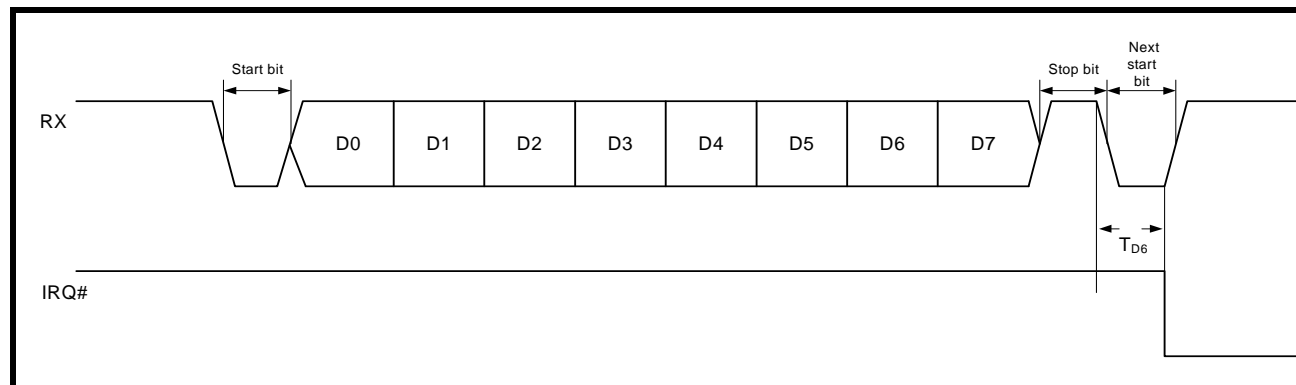 Start bit
Stop bit
Next
start
bit
RX
D0 D1 D2 D3 D4 D5 D6 D7
TD6
IRQ#